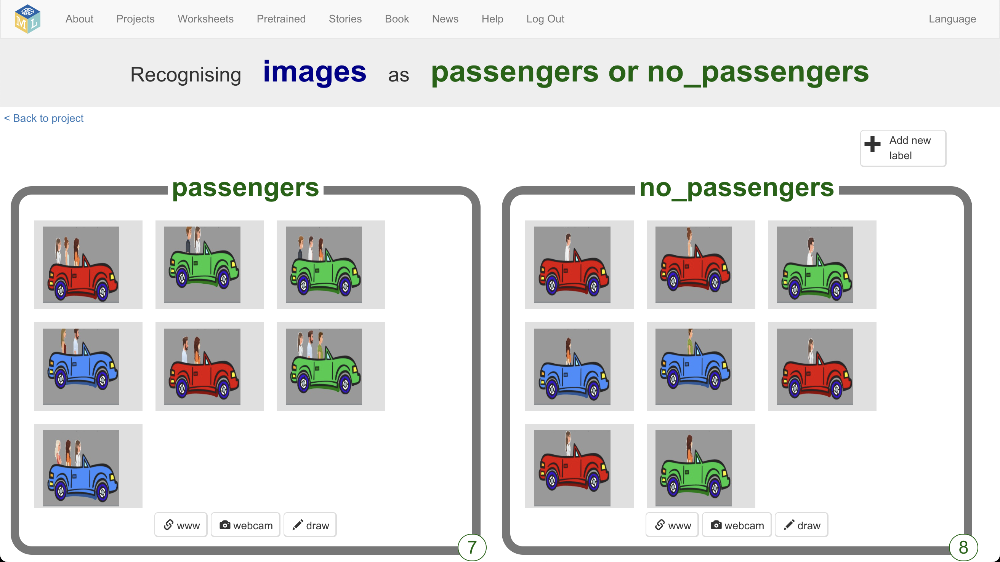 ML
About Projects Worksheets Pretrained Stories Book News Help Log Out Language
Recognising images as passengers or no_passengers
< Back to project
Add new
label
passengers
no_passengers
www webcam draw
www webcam draw
7
8